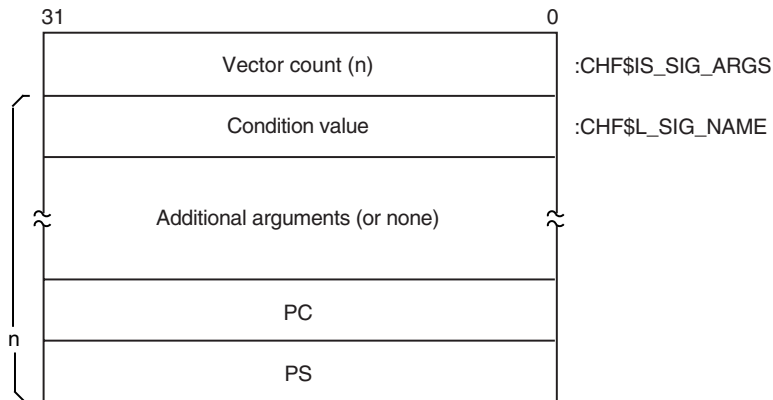 31 0
Vector count (n) :CHF$IS_SIG_ARGS
Condition value :CHF$L_SIG_NAME
Additional arguments (or none)
PC
n
PS